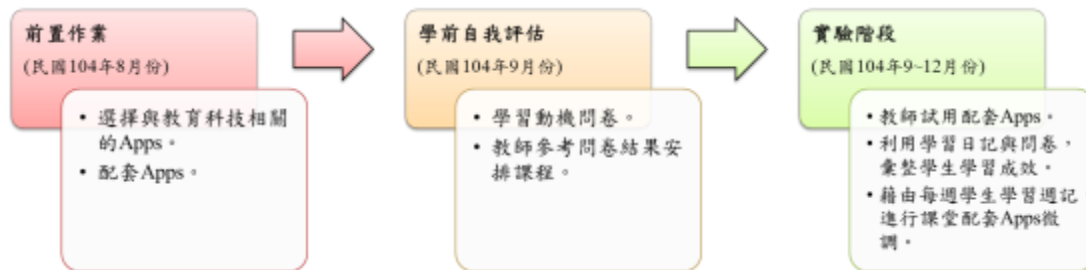 前置作業
(民國104年8月份)
• 選擇與教育科技相關
的Apps。
• 配套Apps。
學前自我評估
(民國104年9月份)
• 學習動機問卷。
• 教師參考問卷結果安
排課程。
實驗階段
(民國104年9~12月份)
• 教師試用配套Apps。
• 利用學習日記與問卷，
彙整學生學習成效。
• 藉由每週學生學習週記
進行課堂配套Apps微
調。